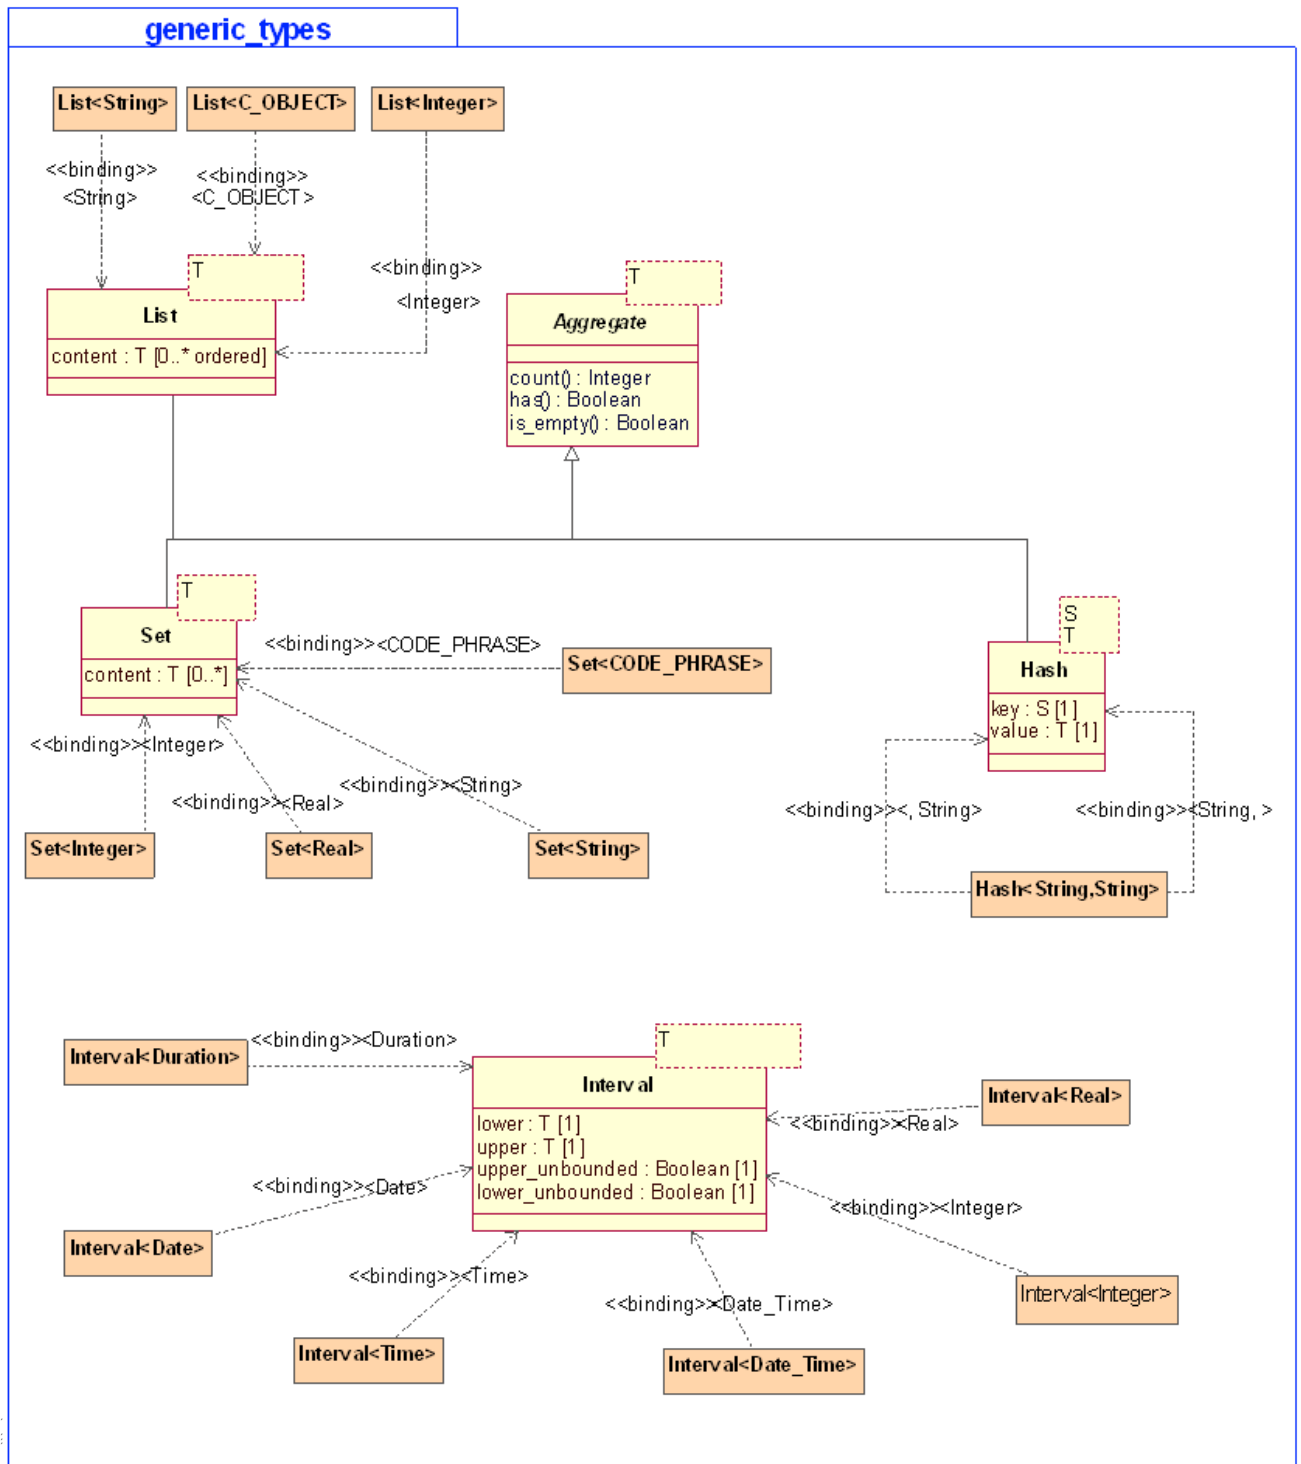 generic_types
List<String>
List<C_OBJECT>
List<Integer>
<<binding>>
<String>
<<binding>>
<C_OBJECT>
<<binding>>
<Integer>
T
List
content : T [0..* ordered]
T
Aggregate
count() : Integer
has() : Boolean
is_empty() : Boolean
T
Set
content : T [0..*]
<<binding>><CODE_PHRASE>
Set<CODE_PHRASE>
S
T
Hash
key : S [1]
value : T [1]
<<binding>><Integer>
<<binding>><Real>
<<binding>><String>
<<binding>><, String>
<<binding>><String, >
Set<Integer>
Set<Real>
Set<String>
Hash<String,String>
Interval<Duration>
<<binding>><Duration>
T
Interval
lower : T [1]
upper : T [1]
upper_unbounded : Boolean [1]
lower_unbounded : Boolean [1]
Interval<Real>
<<binding>><Real>
<<binding>><Date>
<<binding>><Integer>
Interval<Date>
<<binding>><Time>
<<binding>><Date_Time>
Interval<Integer>
Interval<Time>
Interval<Date_Time>